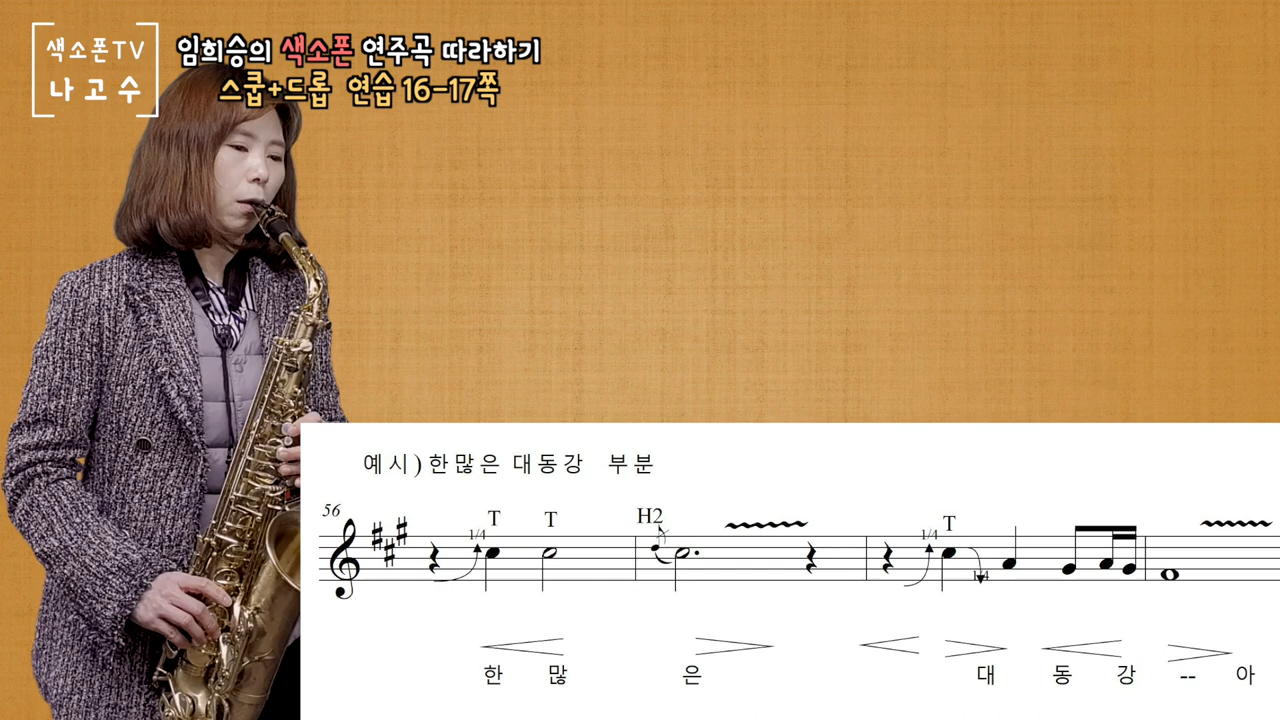 색소폰TV
나고수
임희승의 색소폰 연주곡 따라하기
스쿱+드롭 연습 16-17쪽
예시) 한많은 대동강 부분
56
1/4 T T H2 1/4 T 1/4
한 많 은 대 동 강 -- 아